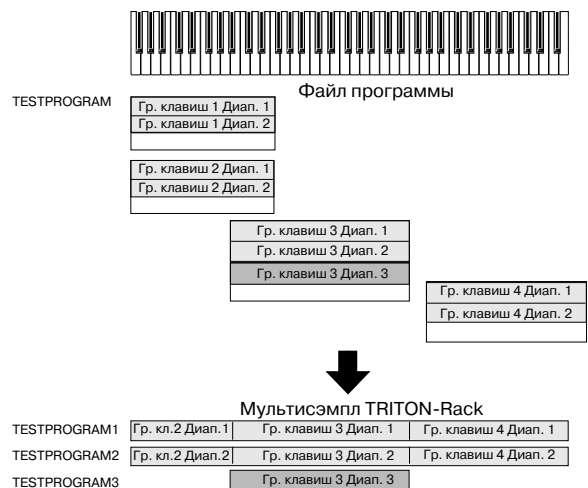 Файл программы
TESTPROGRAM
Гр. клавиш 1 Диап. 1
Гр. клавиш 1 Диап. 2
Гр. клавиш 2 Диап. 1
Гр. клавиш 2 Диап. 2
Гр. клавиш 3 Диап. 1
Гр. клавиш 3 Диап. 2
Гр. клавиш 3 Диап. 3
Гр. клавиш 4 Диап. 1
Гр. клавиш 4 Диап. 2
Мультисэмпл TRITON-Rack
TESTPROGRAM1 Гр. кл.2 Диап.1 Гр. клавиш 3 Диап. 1 Гр. клавиш 4 Диап. 1
TESTPROGRAM2 Гр. кл.2 Диап.2 Гр. клавиш 3 Диап. 2 Гр. клавиш 4 Диап. 2
TESTPROGRAM3 Гр. клавиш 3 Диап. 3